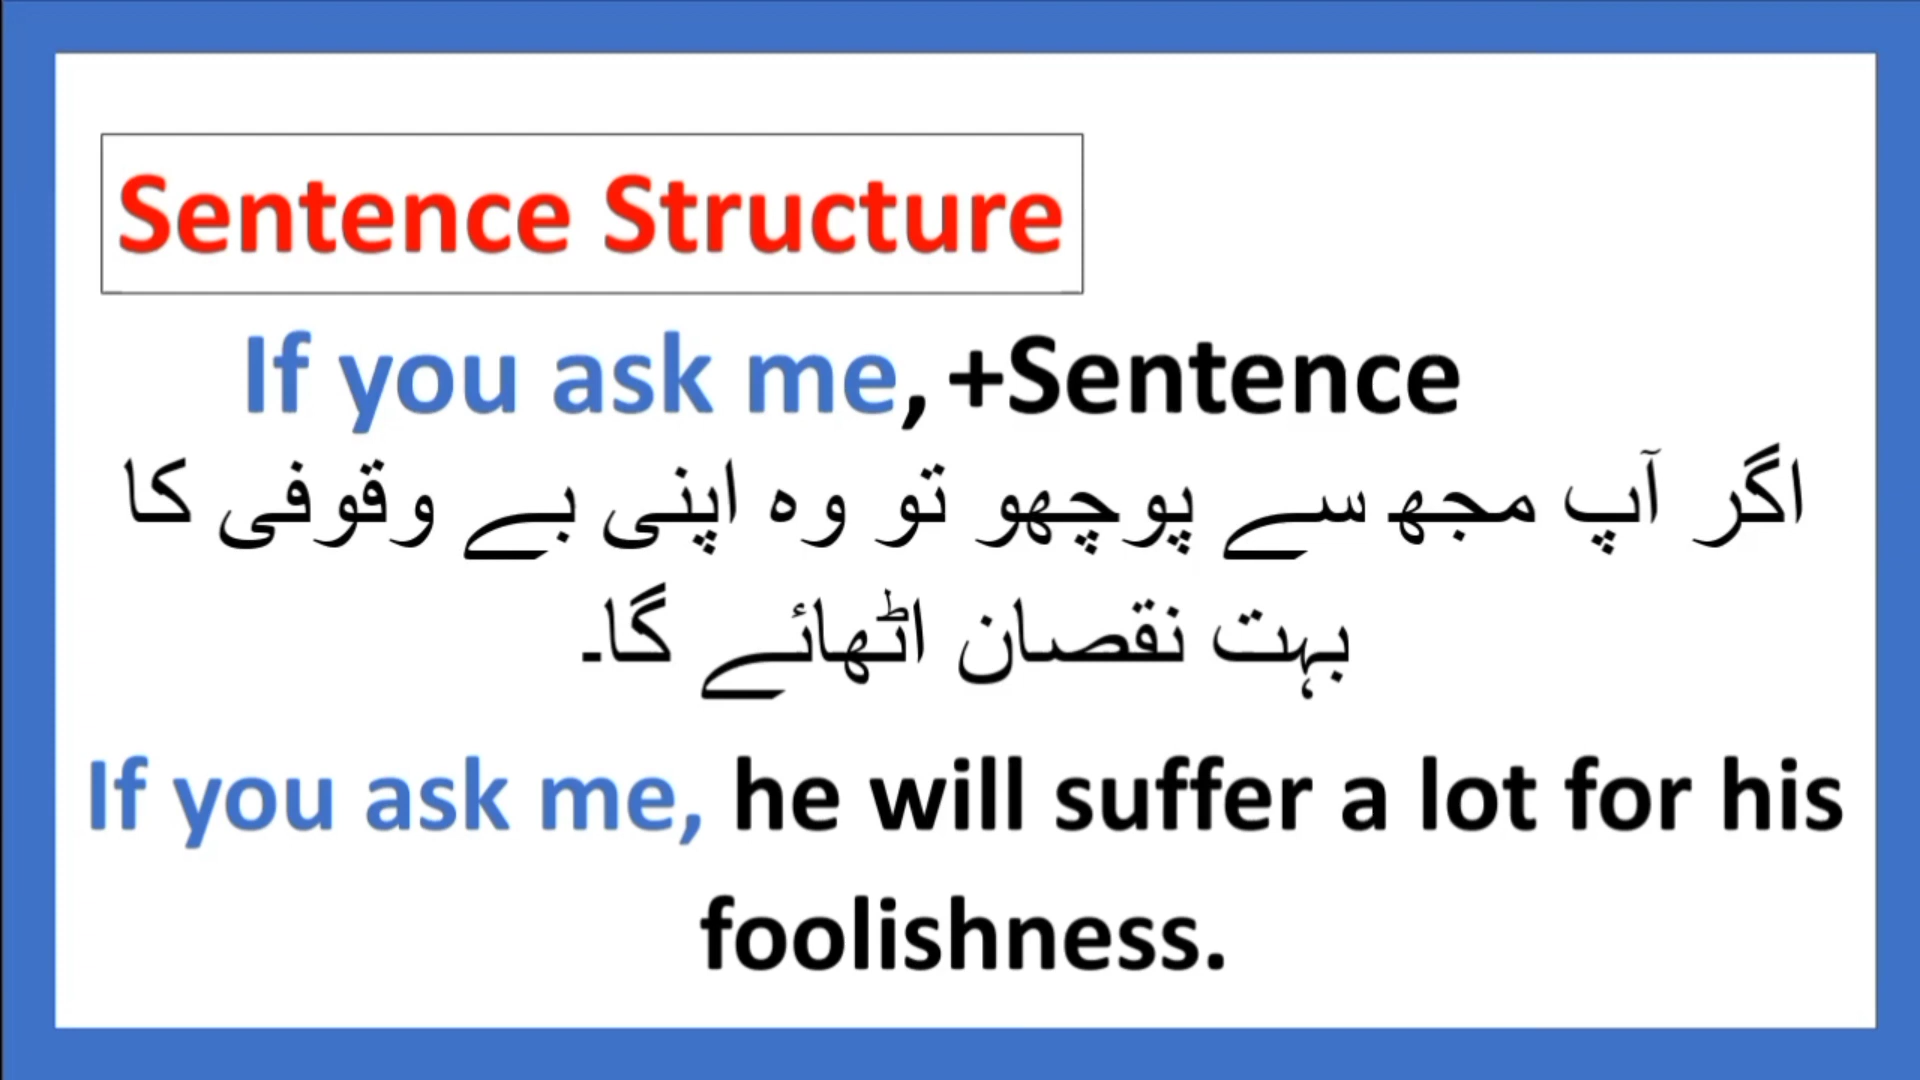 Sentence Structure
If you ask me, +Sentence
اگر آپ مجھ سے پوچھو تو وہ اپنی بے وقوفی کا
بہت نقصان اٹھائے گا۔
If you ask me, he will suffer a lot for his
foolishness.